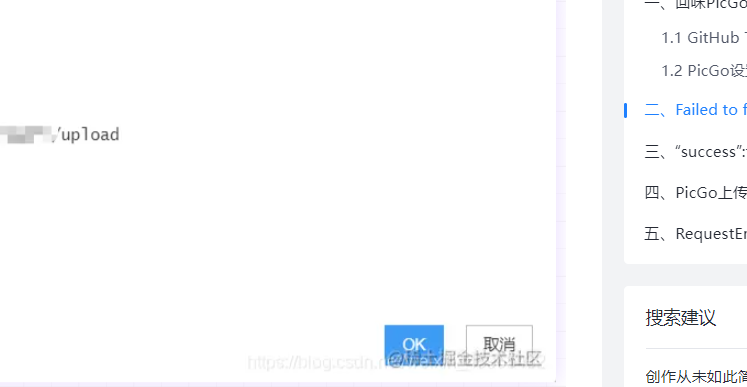 /upload
OK
取消
@稀土掘金技术社区
一、回味PicGo
1.1 GitHub
1.2 PicGo设
二、Failed to f
三、“success”:
四、PicGo上传
五、RequestEr
搜索建议
创作从未如此简